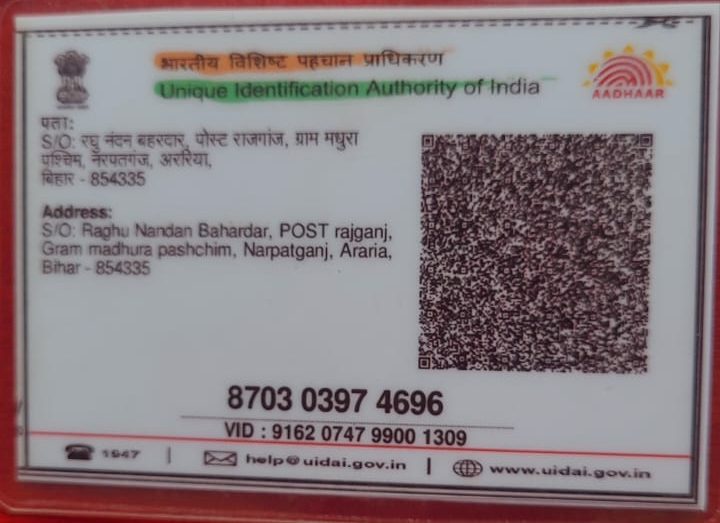 भारतीय विशिष्ट पहचान प्राधिकरण
Unique Identification Authority of India
AADHAAR
पता:
S/O: रघु नंदन बहरदार, पोस्ट राजगंज, ग्राम मधुरा
पश्चिम, नरपतगंज, अररिया,
बिहार - 854335
Address:
S/O: Raghu Nandan Bahardar, POST rajganj,
Gram madhura pashchim, Narpatganj, Araria,
Bihar - 854335
8703 0397 4696
VID : 9162 0747 9900 1309
1947 | help@uidai.gov.in | www.uidai.gov.in